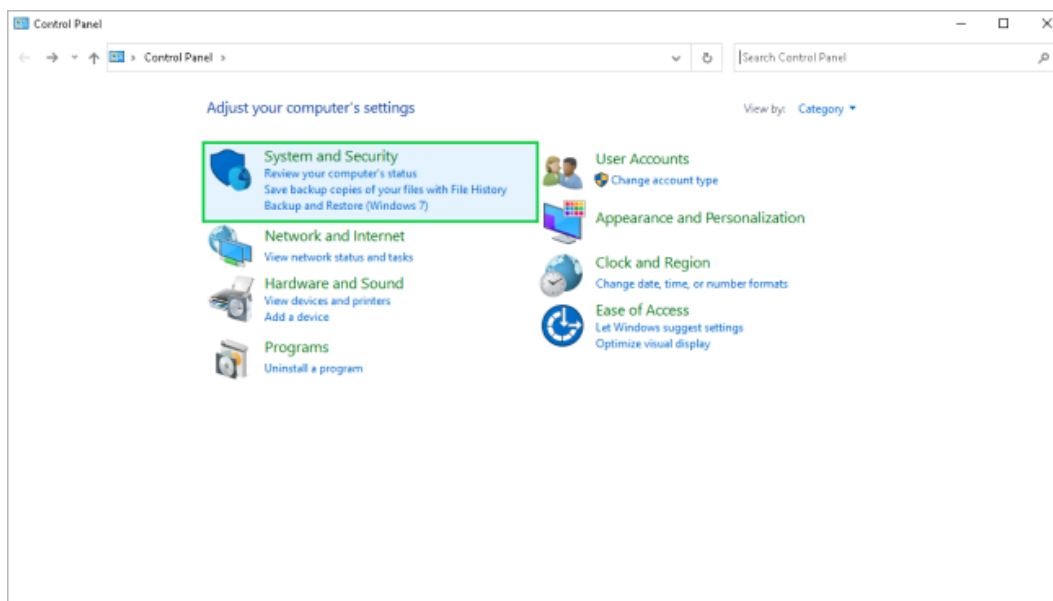 Control Panel
Control Panel
Search Control Panel
Adjust your computer's settings
View by: Category
System and Security
Review your computer's status
Save backup copies of your files with File History
Backup and Restore (Windows 7)
Network and Internet
View network status and tasks
Hardware and Sound
View devices and printers
Add a device
Programs
Uninstall a program
User Accounts
Change account type
Appearance and Personalization
Clock and Region
Change date, time, or number formats
Ease of Access
Let Windows suggest settings
Optimize visual display